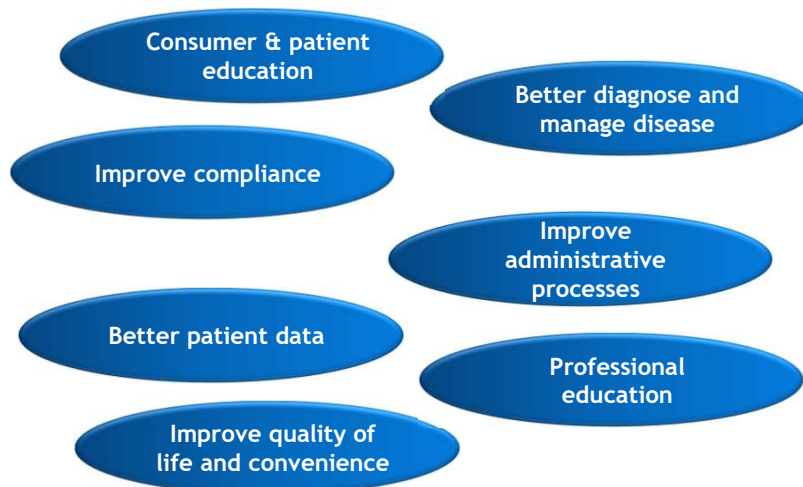 Consumer & patient
education
Better diagnose and
manage disease
Improve compliance
Improve
administrative
processes
Better patient data
Professional
education
Improve quality of
life and convenience